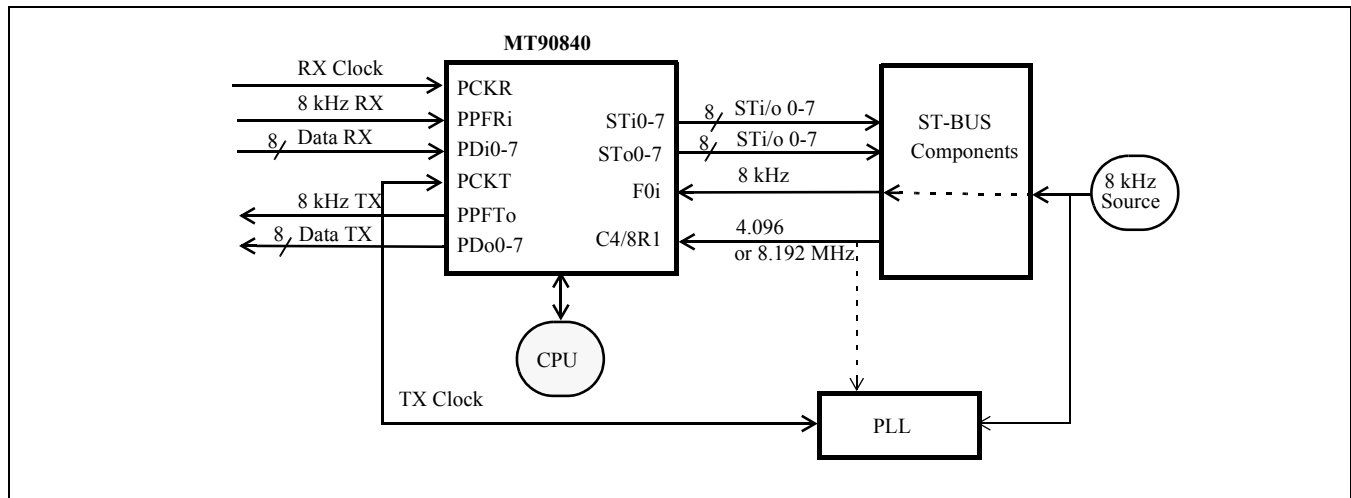 MT90840
RX Clock
8 kHz RX
8 Data RX
8 kHz TX
8 Data TX
PCKR
PPFRi
PDi0-7
PCKT
PPFTo
PDo0-7
STi0-7
STo0-7
F0i
C4/8R1
8 STi/o 0-7
8 STi/o 0-7
8 kHz
4.096
or 8.192 MHz
ST-BUS
Components
8 kHz
Source
CPU
TX Clock
PLL